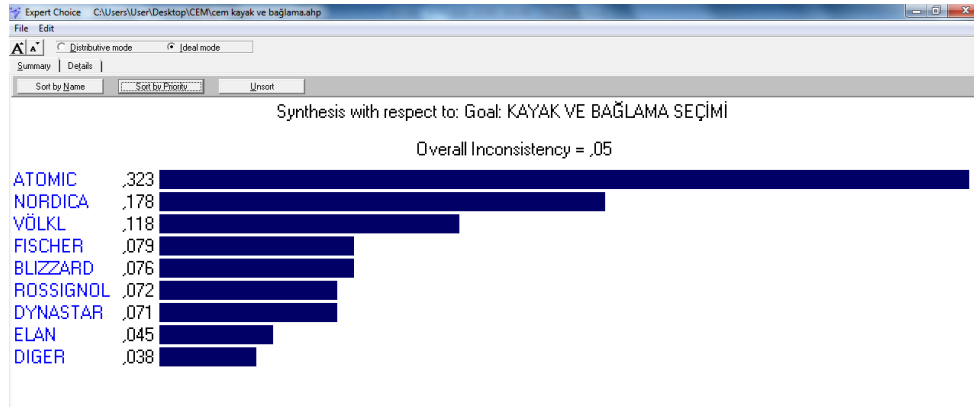 Expert Choice C:\Users\User\Desktop\CEM\cem kayak ve bağlama.ahp
File Edit
A A Distributive mode Ideal mode
Summary Details
Sort by Name Sort by Priority Unsort
Synthesis with respect to: Goal: KAYAK VE BAĞLAMA SEÇİMİ
Overall Inconsistency = ,05
ATOMIC ,323
NORDICA ,178
VÖLKL ,118
FISCHER ,079
BLIZZARD ,076
ROSSIGNOL ,072
DYNASTAR ,071
ELAN ,045
DIGER ,038